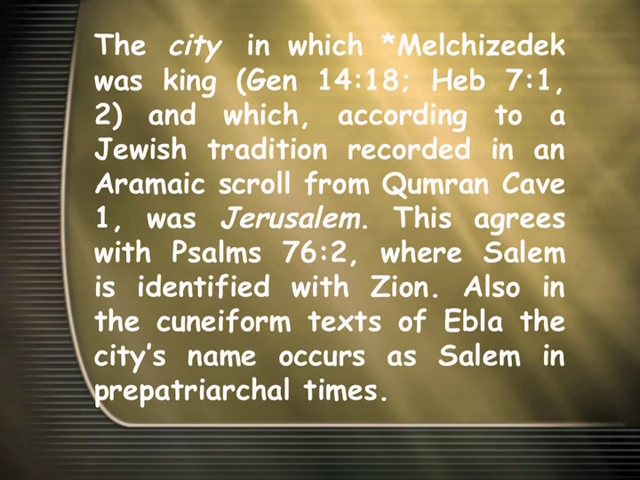 The city in which *Melchizedek
was king (Gen 14:18; Heb 7:1,
2) and which, according to a
Jewish tradition recorded in an
Aramaic scroll from Qumran Cave
1, was Jerusalem. This agrees
with Psalms 76:2, where Salem
is identified with Zion. Also in
the cuneiform texts of Ebla the
city's name occurs as Salem in
prepatriarchal times.